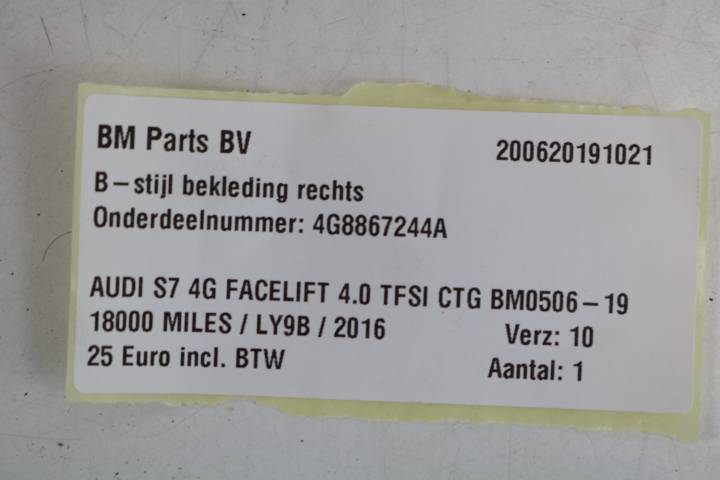 BM Parts BV 200620191021
B-stijl bekleding rechts
Onderdeelnummer: 4G8867244A
AUDI S7 4G FACELIFT 4.0 TFSI CTG BM0506-19
18000 MILES / LY9B / 2016 Verz: 10
25 Euro incl. BTW Aantal: 1